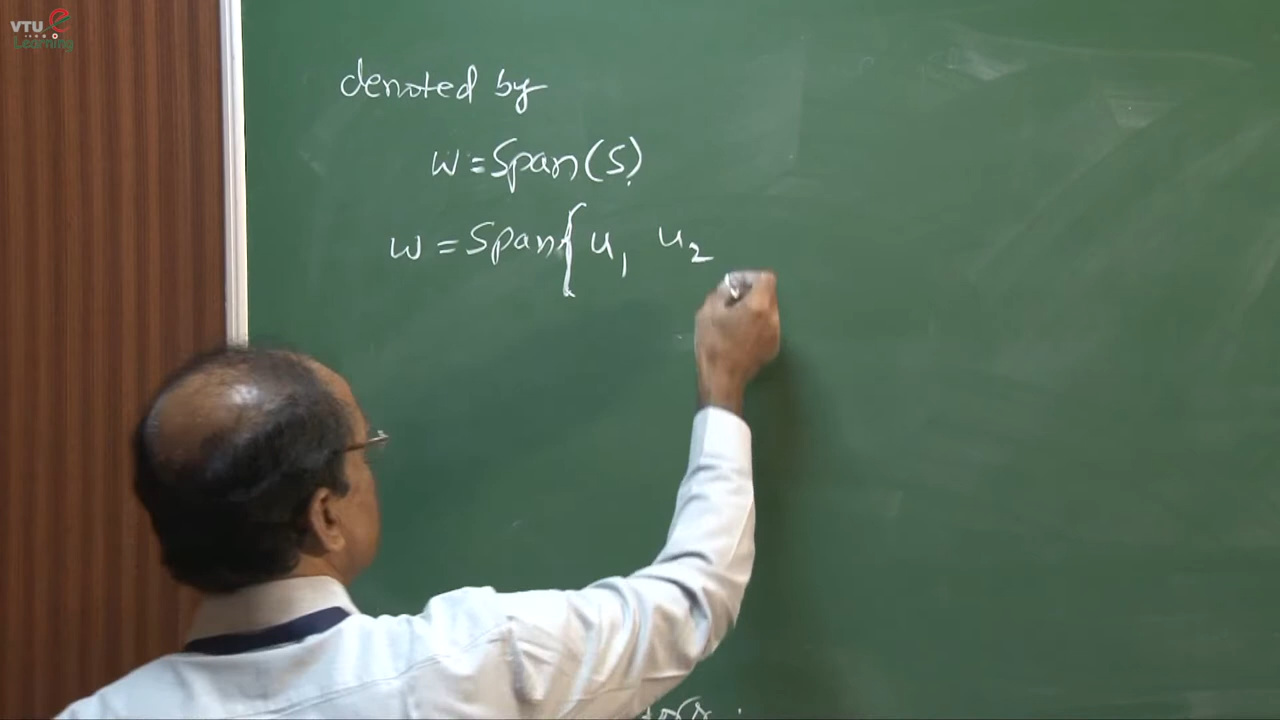 VTU e
Learning
denoted by
W = Span(S)
W = Span{ u₁ u₂